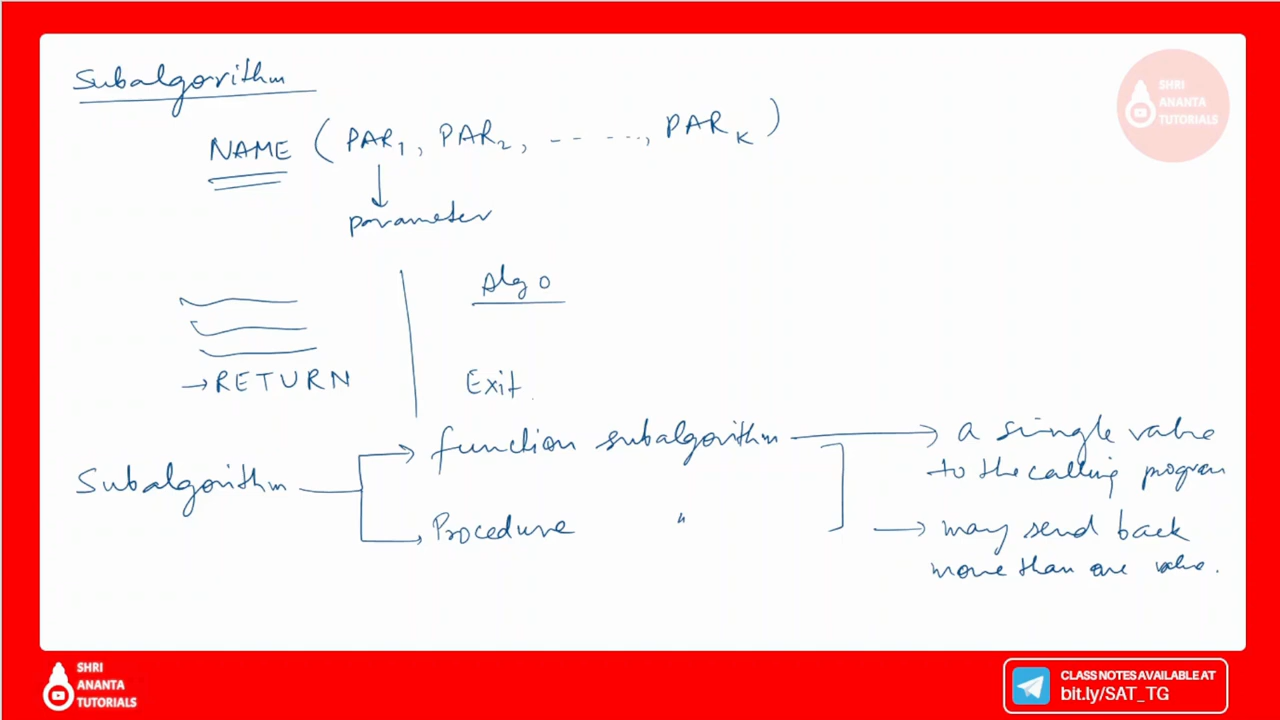 Subalgorithm
SHRI
ANANTA
TUTORIALS
NAME ( PAR1, PAR2, -- ..., PARK )
parameter
Algo
RETURN
Exit.
function subalgorithm
a single value
to the calling program
Subalgorithm
Procedure "
may send back
more than one value.
SHRI
ANANTA
TUTORIALS
CLASS NOTES AVAILABLE AT
bit.ly/SAT_TG